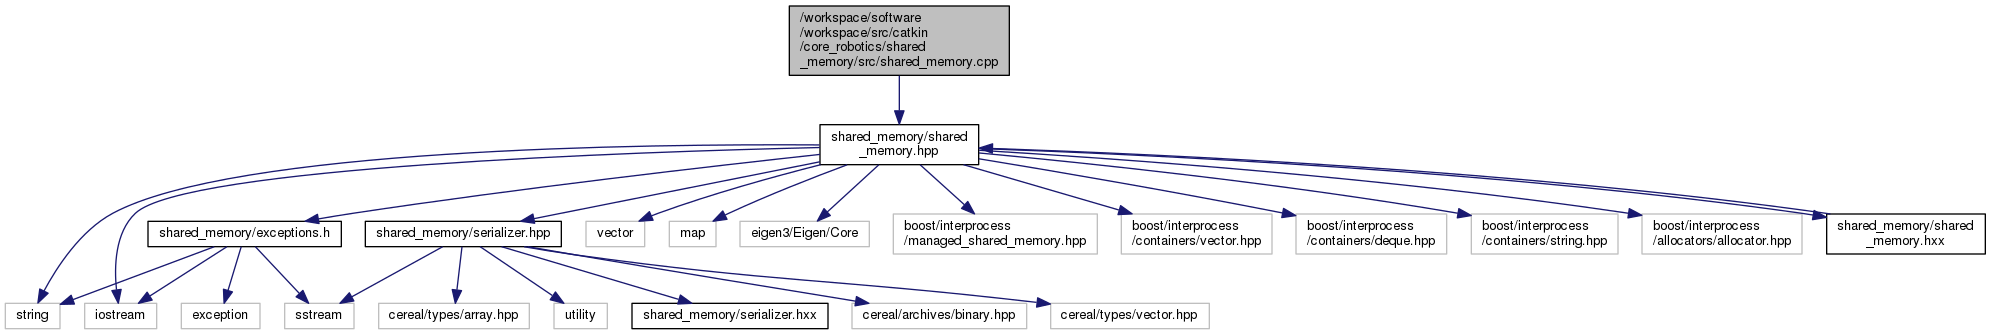 /workspace/software
/workspace/src/catkin
/core_robotics/shared
_memory/src/shared_memory.cpp
shared_memory/shared
_memory.hpp
shared_memory/exceptions.h
shared_memory/serializer.hpp
vector
map
eigen3/Eigen/Core
boost/interprocess
/managed_shared_memory.hpp
boost/interprocess
/containers/vector.hpp
boost/interprocess
/containers/deque.hpp
boost/interprocess
/containers/string.hpp
boost/interprocess
/allocators/allocator.hpp
shared_memory/shared
_memory.hxx
string
iostream
exception
sstream
cereal/types/array.hpp
utility
shared_memory/serializer.hxx
cereal/archives/binary.hpp
cereal/types/vector.hpp